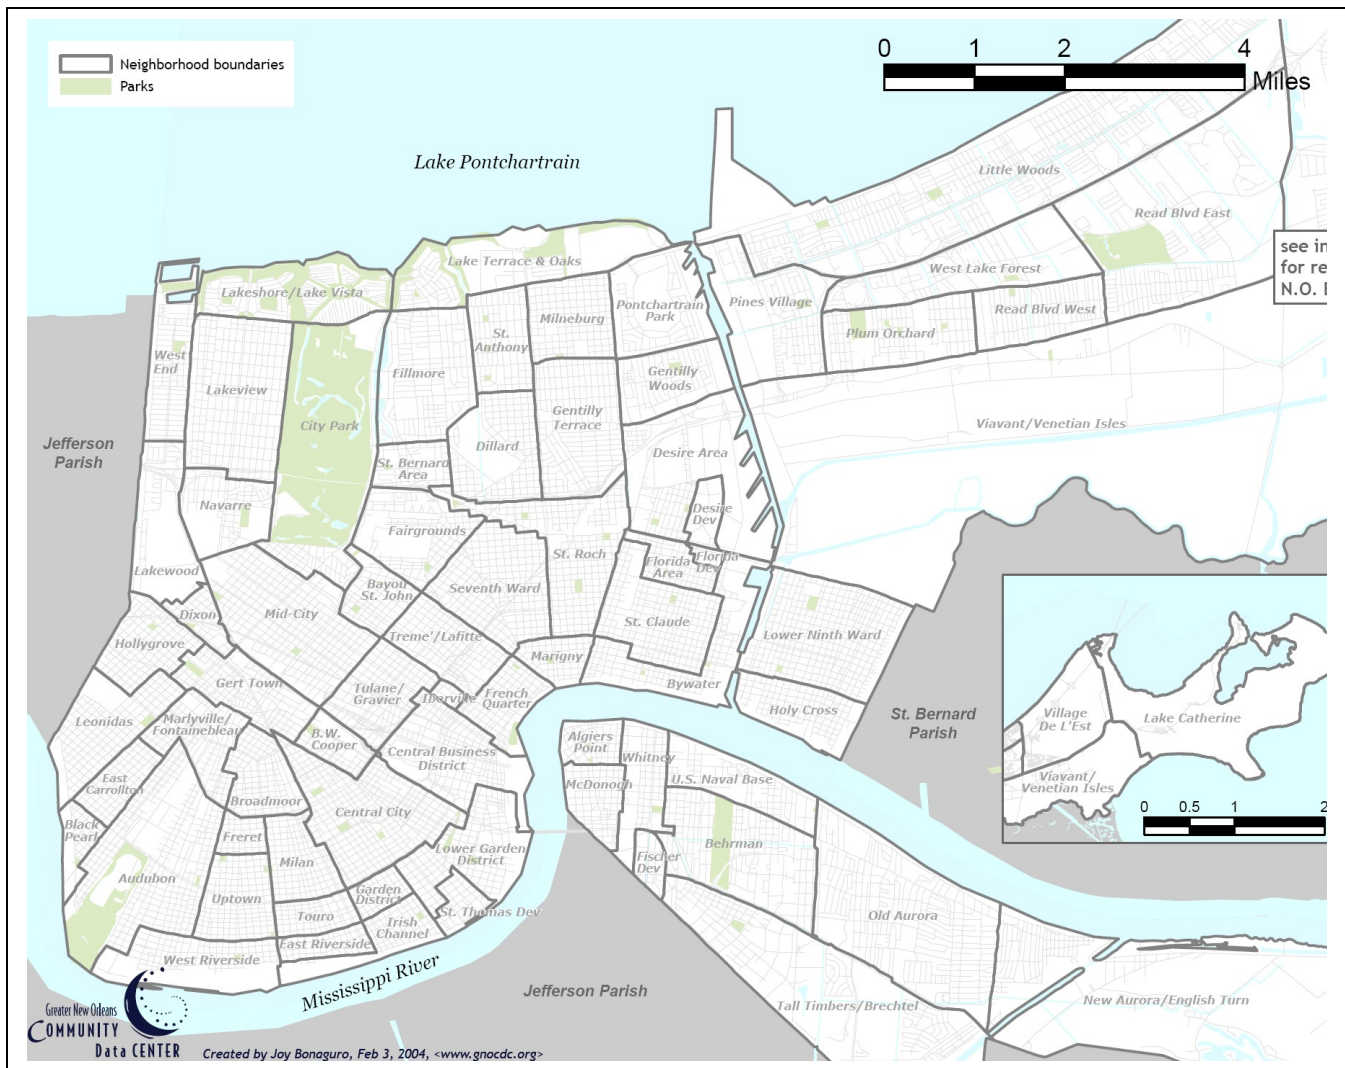 Neighborhood boundaries
Parks
0 1 2 4
Miles
Lake Pontchartrain
Little Woods
Read Blvd East
see in
for re
N.O. E
Lake Terrace & Oaks
West Lake Forest
Lakeshore/Lake Vista
Pontchartrain
Park
Pines Village
Read Blvd West
Milneburg
St.
Anthony
Plum Orchard
West
End
Lakeview
Fillmore
Gentilly
Woods
City Park
Gentilly
Terrace
Viavant/Venetian Isles
Jefferson
Parish
Dillard
Desire Area
St. Bernard
Area
Navarre
Desire
Dev
Fairgrounds
St. Roch
Lakewood
Florida
Area
Florida
Dev
Bayou
St. John
Seventh Ward
Dixon
Mid-City
St. Claude
Lower Ninth Ward
Hollygrove
Treme'/Lafitte
Marigny
Gert Town
Tulane/
Gravier
Iberville
French
Quarter
Bywater
Holy Cross
Leonidas
Marlyville/
Fontainebleau
B.W.
Cooper
Central Business
District
Algiers
Point
Whitney
U.S. Naval Base
St. Bernard
Parish
Village
De L'Est
Lake Catherine
Viavant/
Venetian Isles
0 0.5 1 2
East
Carrollton
Broadmoor
Central City
McDonogh
Black
Pearl
Freret
Milan
Lower Garden
District
Fischer
Dev
Behrman
Audubon
Uptown
Garden
District
Touro
Irish
Channel
St. Thomas Dev
Old Aurora
East Riverside
West Riverside
Mississippi River
Jefferson Parish
Tall Timbers/Brechtel
New Aurora/English Turn
Greater New Orleans
COMMUNITY
Data CENTER
Created by Joy Bonaguro, Feb 3, 2004, <www.gnocdc.org>